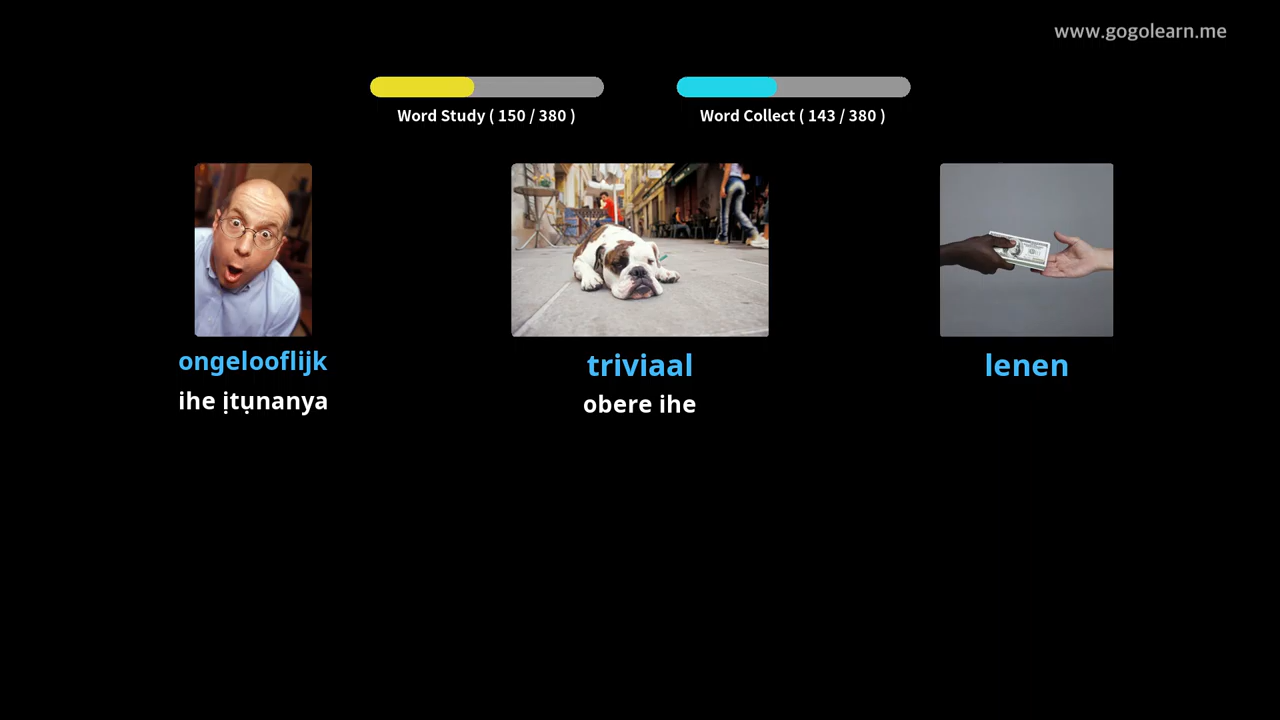 www.gogolearn.me
Word Study ( 150 / 380 )
Word Collect ( 143 / 380 )
ongelooflijk
triviaal
lenen
ihe ịtụnanya
obere ihe